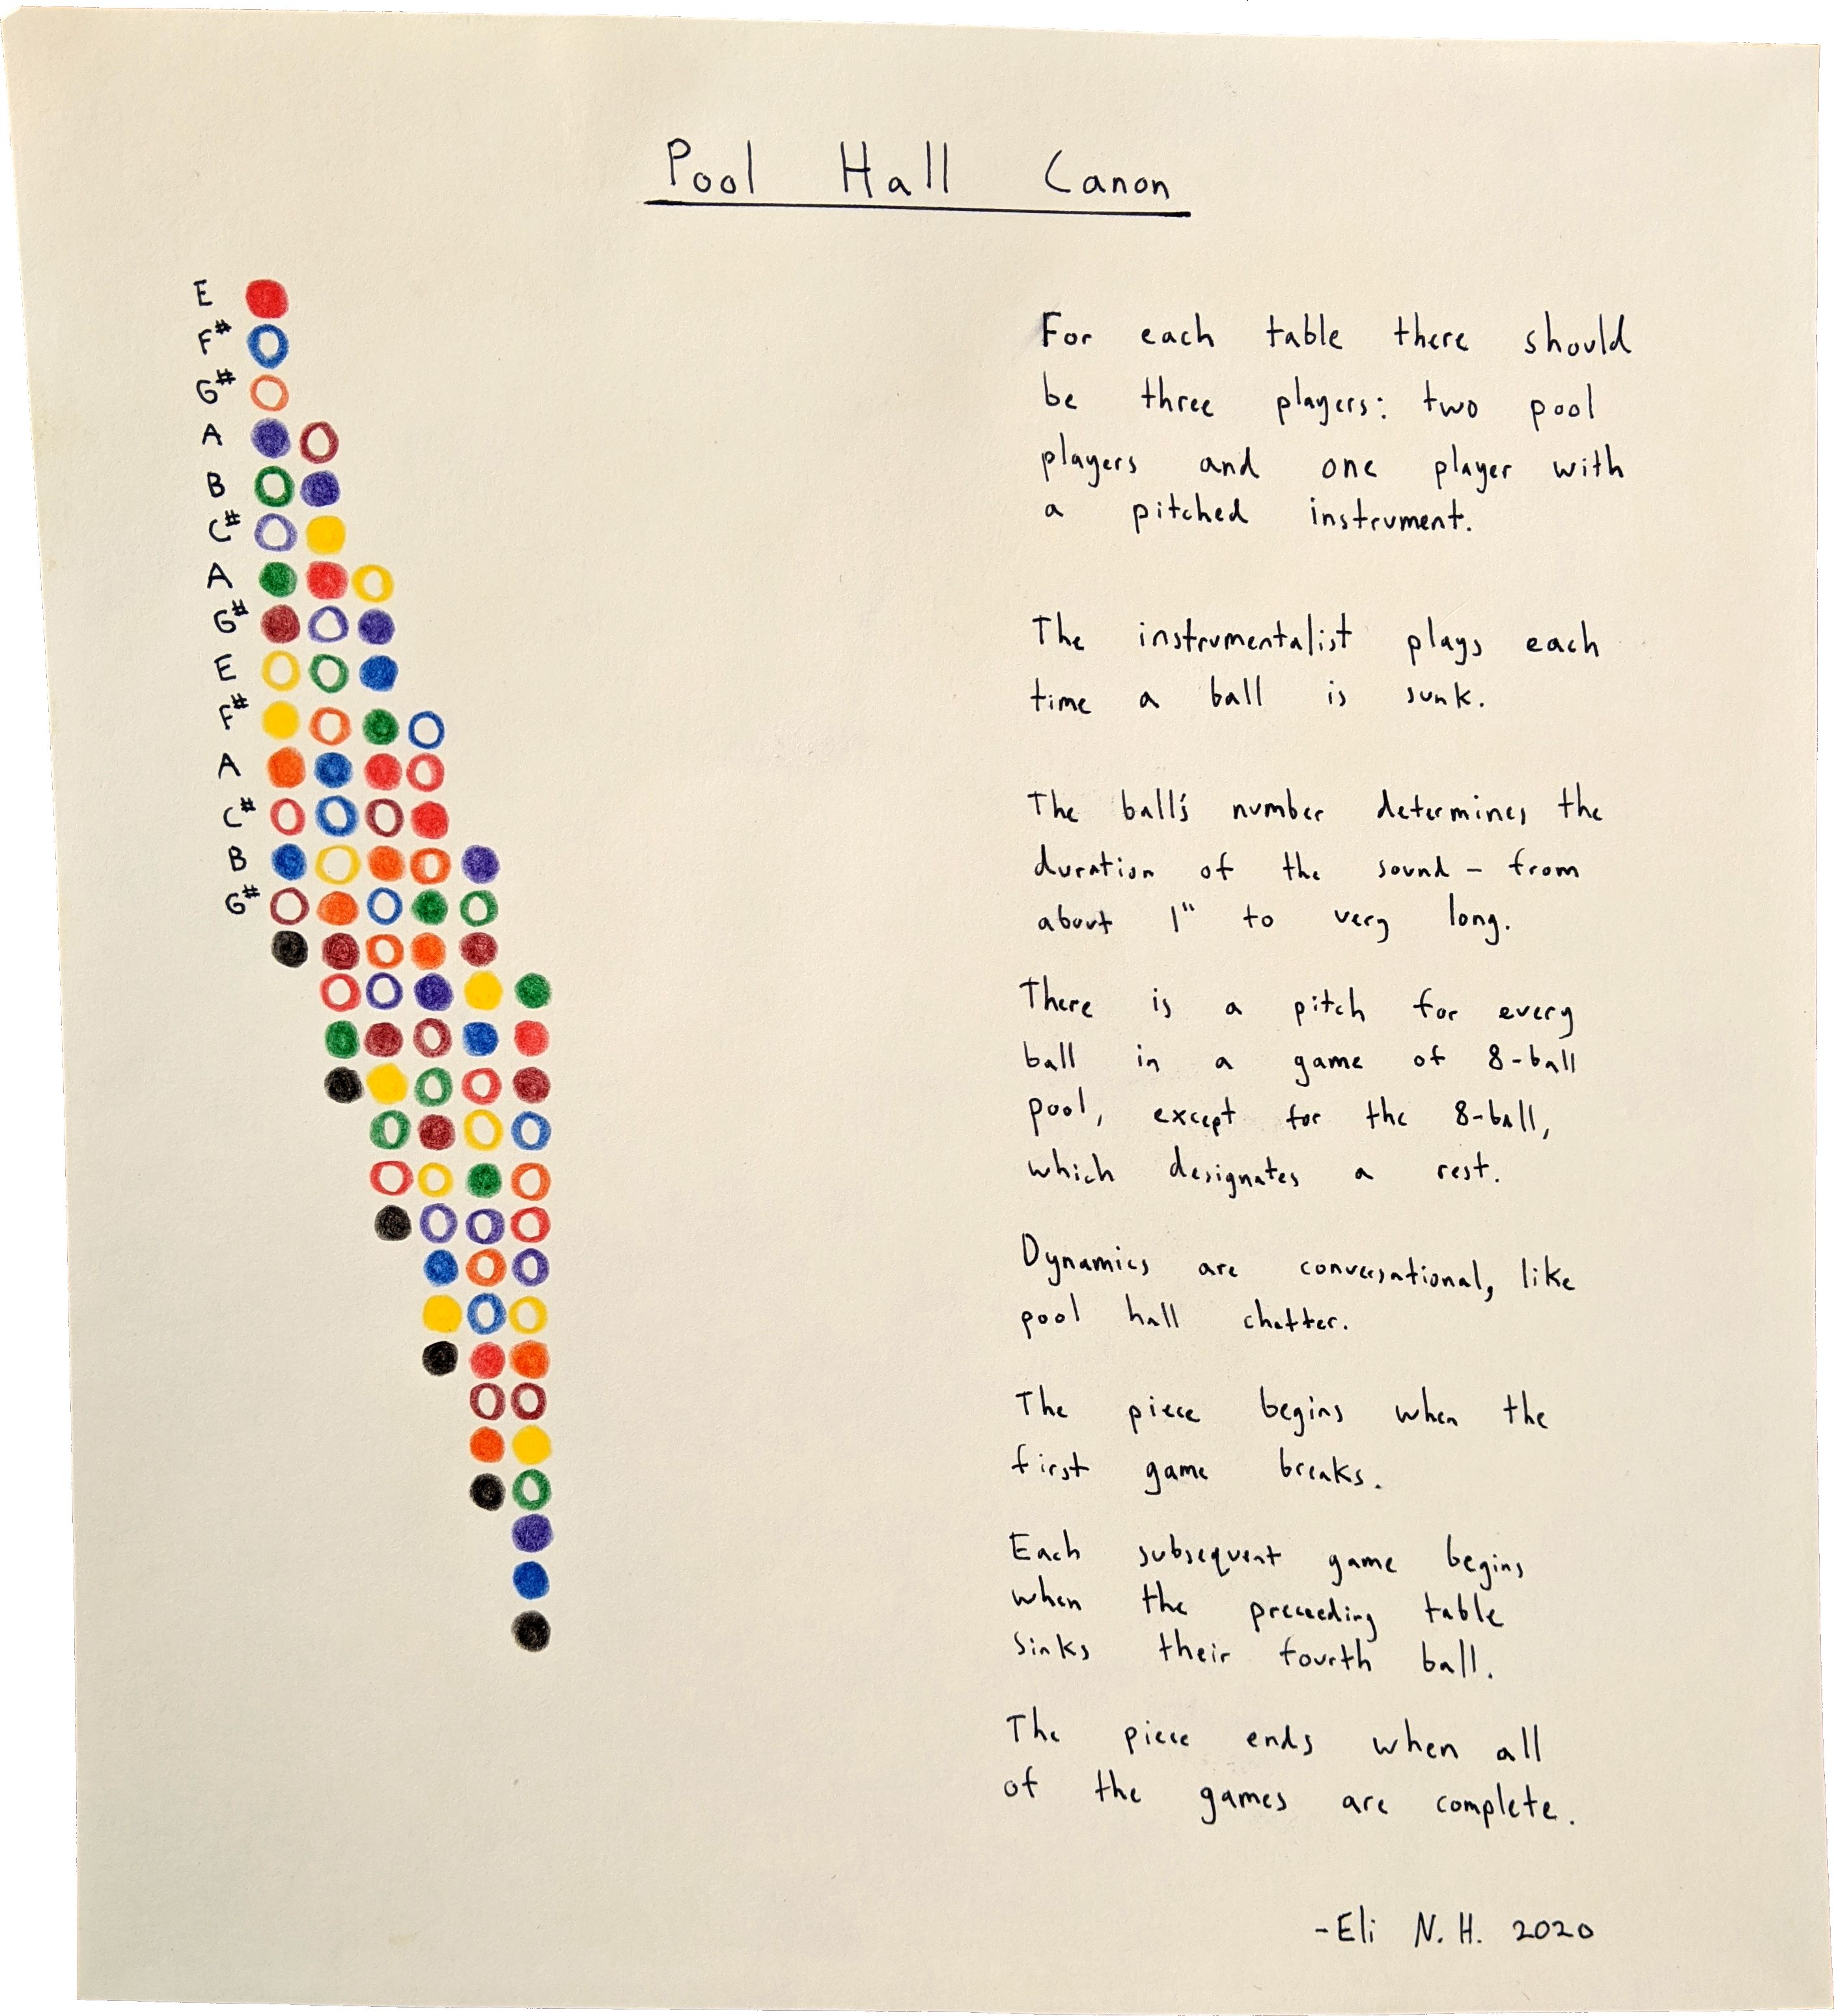 Pool Hall Canon
E
F#
G#
A
B
C#
A
G#
E
F#
A
C#
B
G#
For each table there should
be three players: two pool
players and one player with
a pitched instrument.
The instrumentalist plays each
time a ball is sunk.
The ball's number determines the
duration of the sound - from
about 1" to very long.
There is a pitch for every
ball in a game of 8-ball
pool, except for the 8-ball,
which designates a rest.
Dynamics are conversational, like
pool hall chatter.
The piece begins when the
first game breaks.
Each subsequent game begins
when the preceeding table
sinks their fourth ball.
The piece ends when all
of the games are complete.
-Eli N.H. 2020